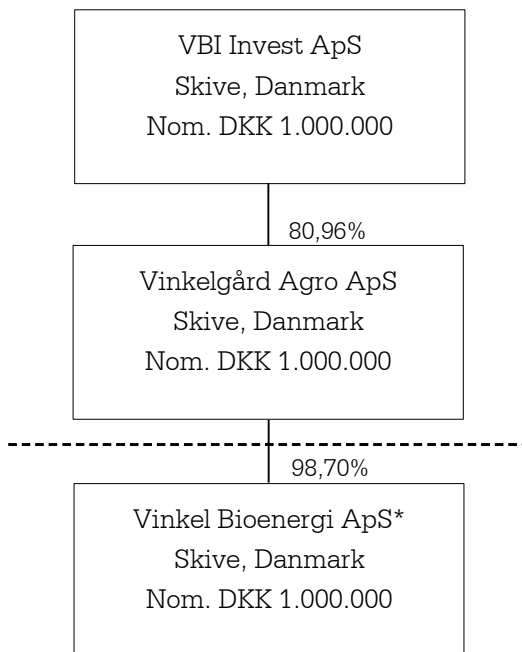 VBI Invest ApS
Skive, Danmark
Nom. DKK 1.000.000
80,96%
Vinkelgård Agro ApS
Skive, Danmark
Nom. DKK 1.000.000
98,70%
Vinkel Bioenergi ApS*
Skive, Danmark
Nom. DKK 1.000.000